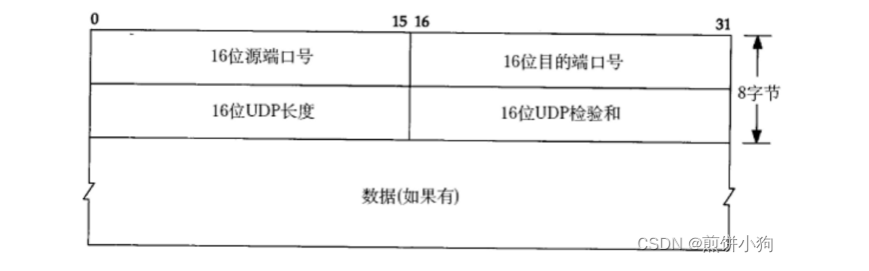 0 15 16 31
16位源端口号 16位目的端口号
8字节
16位UDP长度 16位UDP检验和
数据(如果有)
CSDN @煎饼小狗